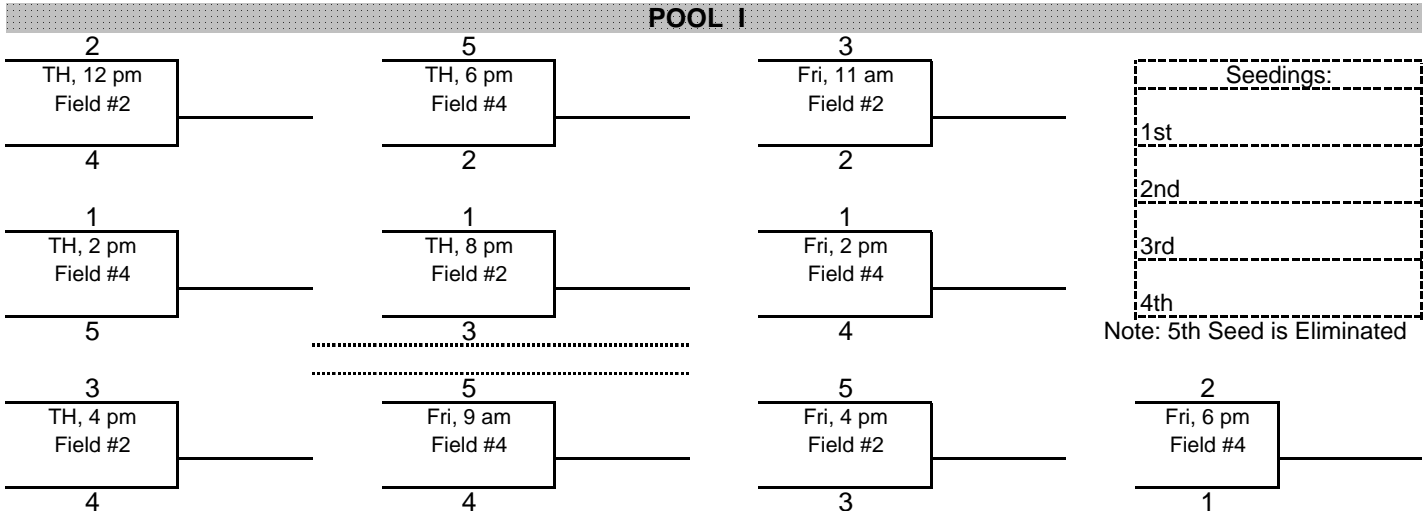 POOL I
2
TH, 12 pm
Field #2
4
1
TH, 2 pm
Field #4
5
3
TH, 4 pm
Field #2
4
5
TH, 6 pm
Field #4
2
1
TH, 8 pm
Field #2
3
5
Fri, 9 am
Field #4
4
3
Fri, 11 am
Field #2
2
1
Fri, 2 pm
Field #4
4
5
Fri, 4 pm
Field #2
3
Seedings:
1st
2nd
3rd
4th
Note: 5th Seed is Eliminated
2
Fri, 6 pm
Field #4
1